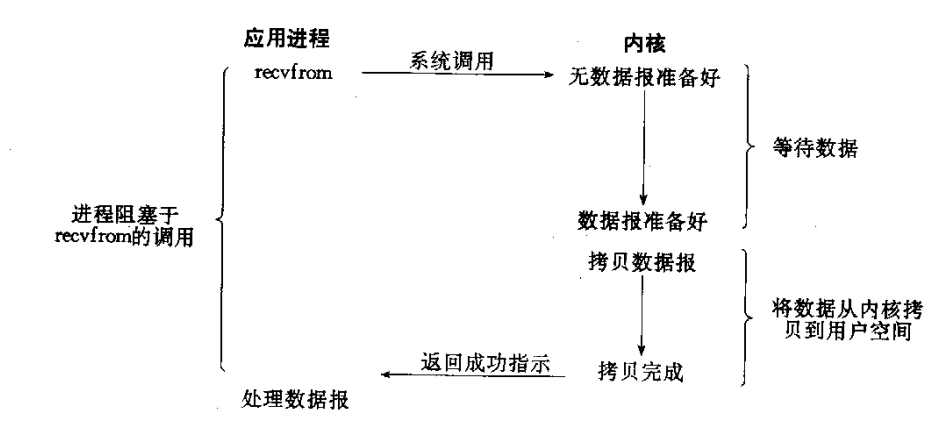 应用进程
内核
recvfrom
系统调用
无数据报准备好
等待数据
进程阻塞于
recvfrom的调用
数据报准备好
拷贝数据报
将数据从内核拷
贝到用户空间
返回成功指示
拷贝完成
处理数据报